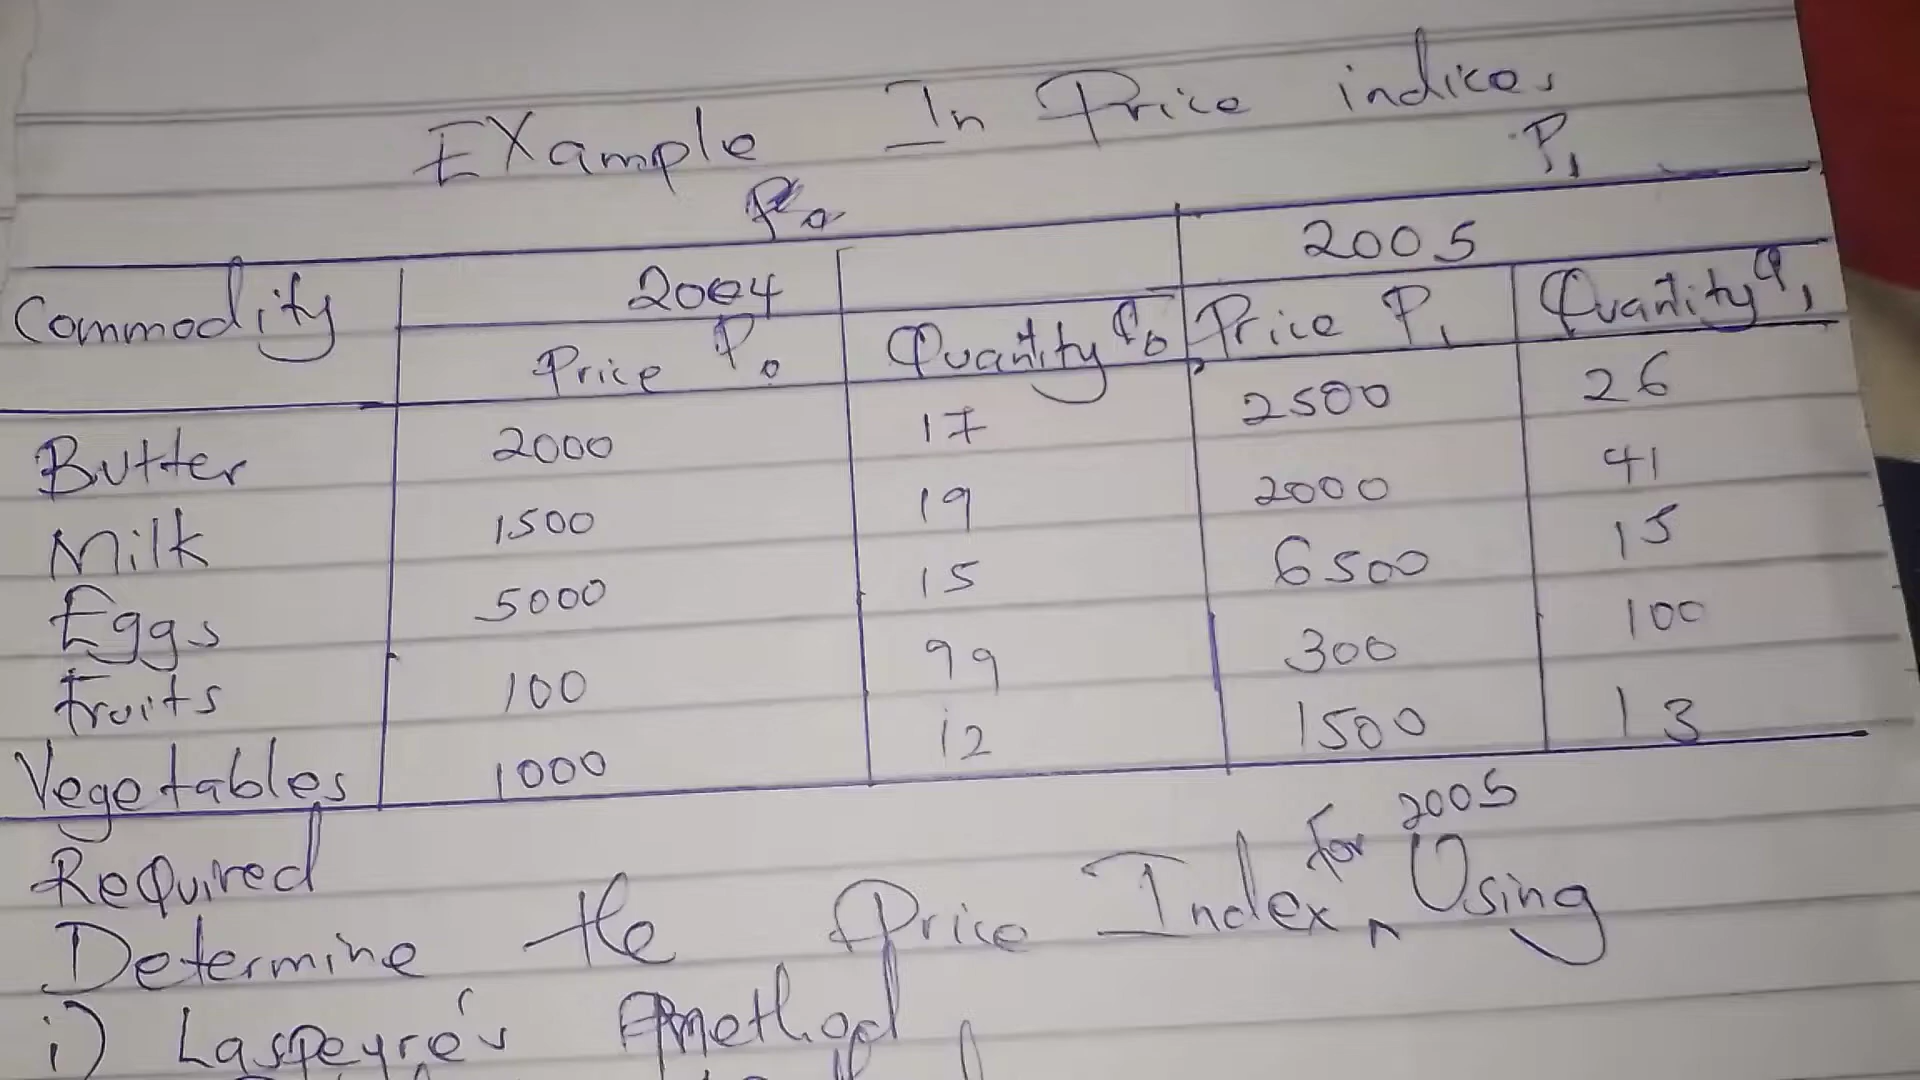 Example In Price indices
P₀ P₁
2004 2005
Commodity Price P₀ Quantity q₀ Price P₁ Quantity q₁
Butter 2000 17 2500 26
Milk 1500 19 2000 41
Eggs 5000 15 6500 15
fruits 100 99 300 100
Vegetables 1000 12 1500 13
Required
Determine the Price Index for 2005 Using
i) Laspeyre's method